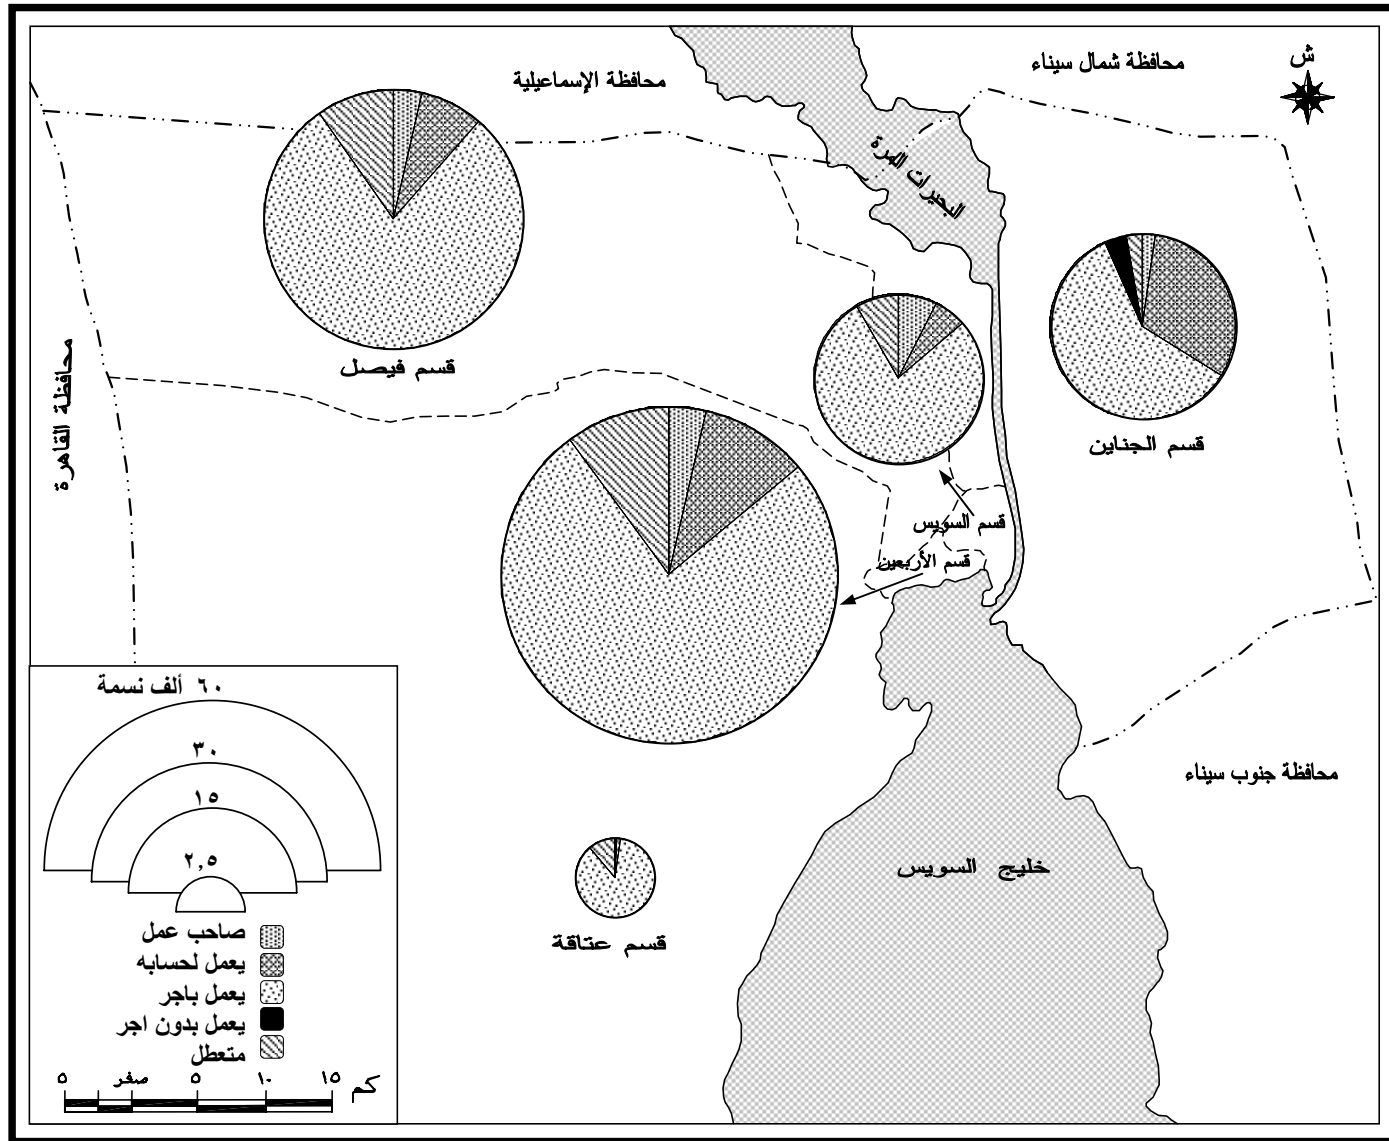 ش
محافظة شمال سيناء
محافظة الإسماعيلية
البحيرات المرة
محافظة القاهرة
قسم فيصل
قسم الجناين
قسم السويس
قسم الأربعين
محافظة جنوب سيناء
خليج السويس
قسم عتاقة
٦٠ ألف نسمة
٣٠
١٥
٢,٥
صاحب عمل
يعمل لحسابه
يعمل باجر
يعمل بدون اجر
متعطل
٥ صفر ٥ ١٠ ١٥ كم